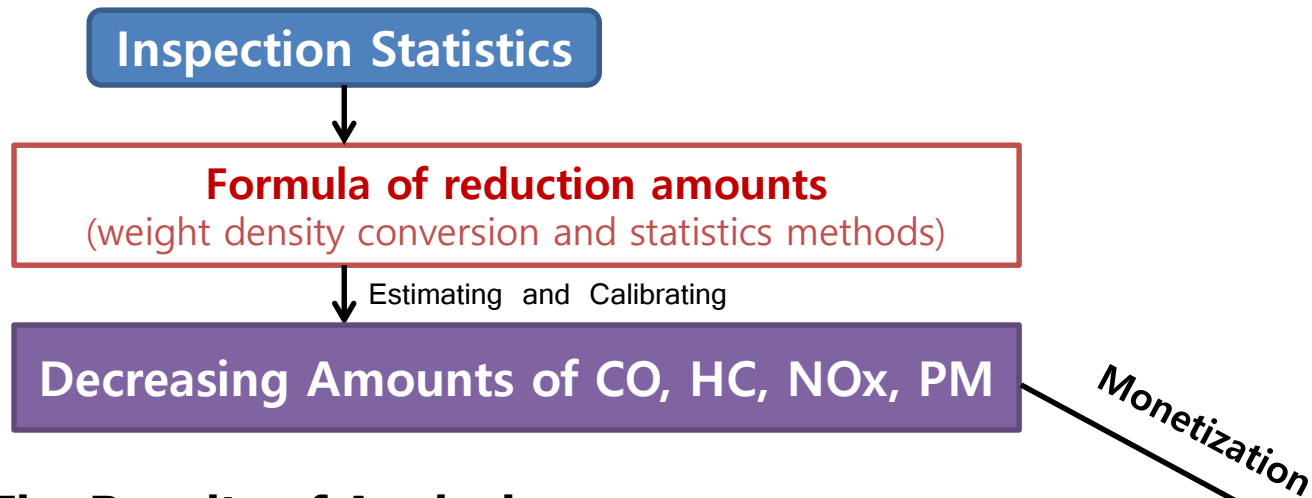 Inspection Statistics
Formula of reduction amounts
(weight density conversion and statistics methods)
Estimating and Calibrating
Decreasing Amounts of CO, HC, NOx, PM
Monetization